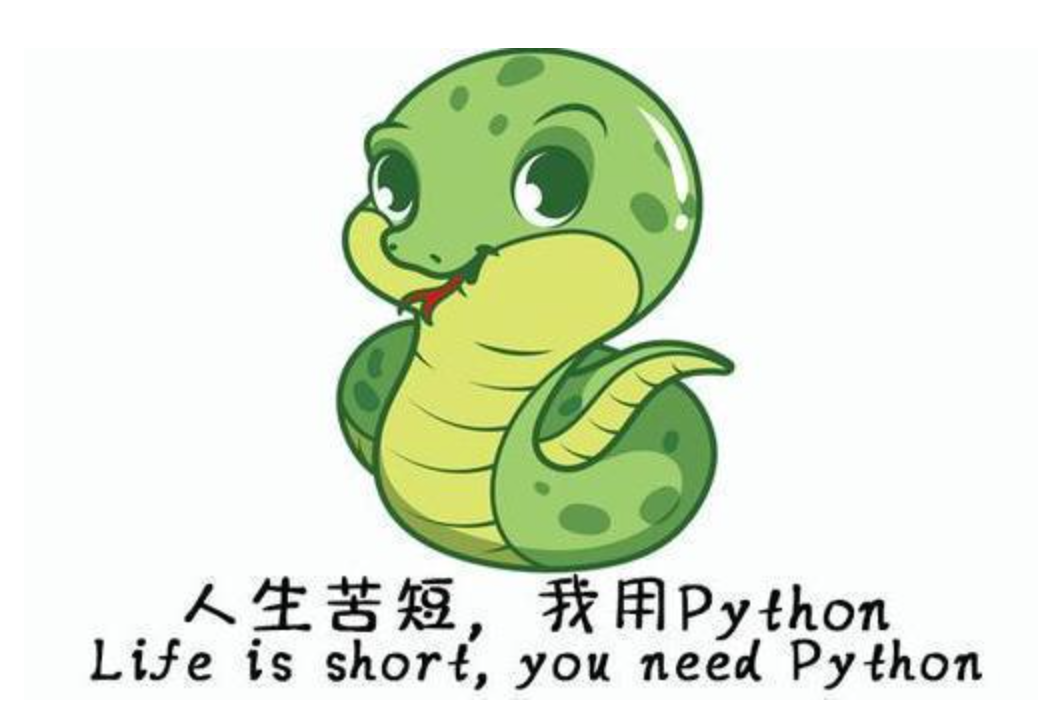 人生苦短，我用Python
Life is short, you need Python